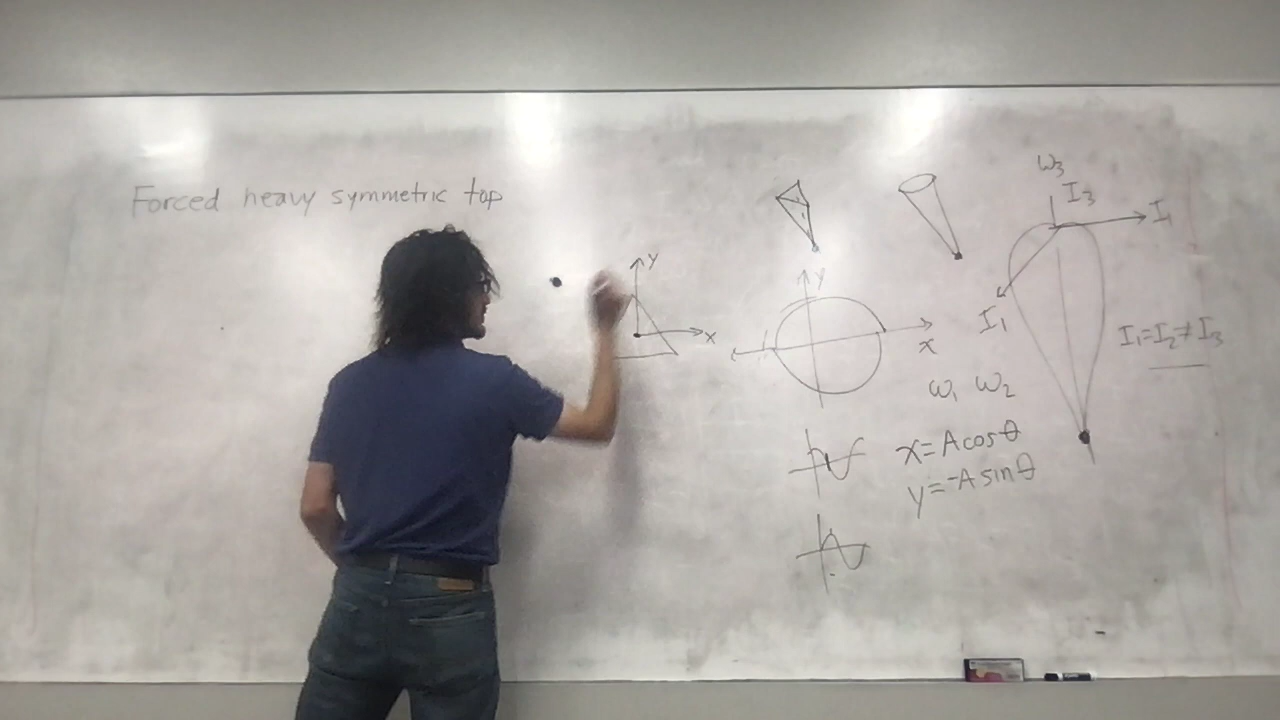 Forced heavy symmetric top
y
x
y
x
ω₁ ω₂
x=Acosθ
y=-Asinθ
ω₃
I₃
I₁
I₁
I₁=I₂≠I₃